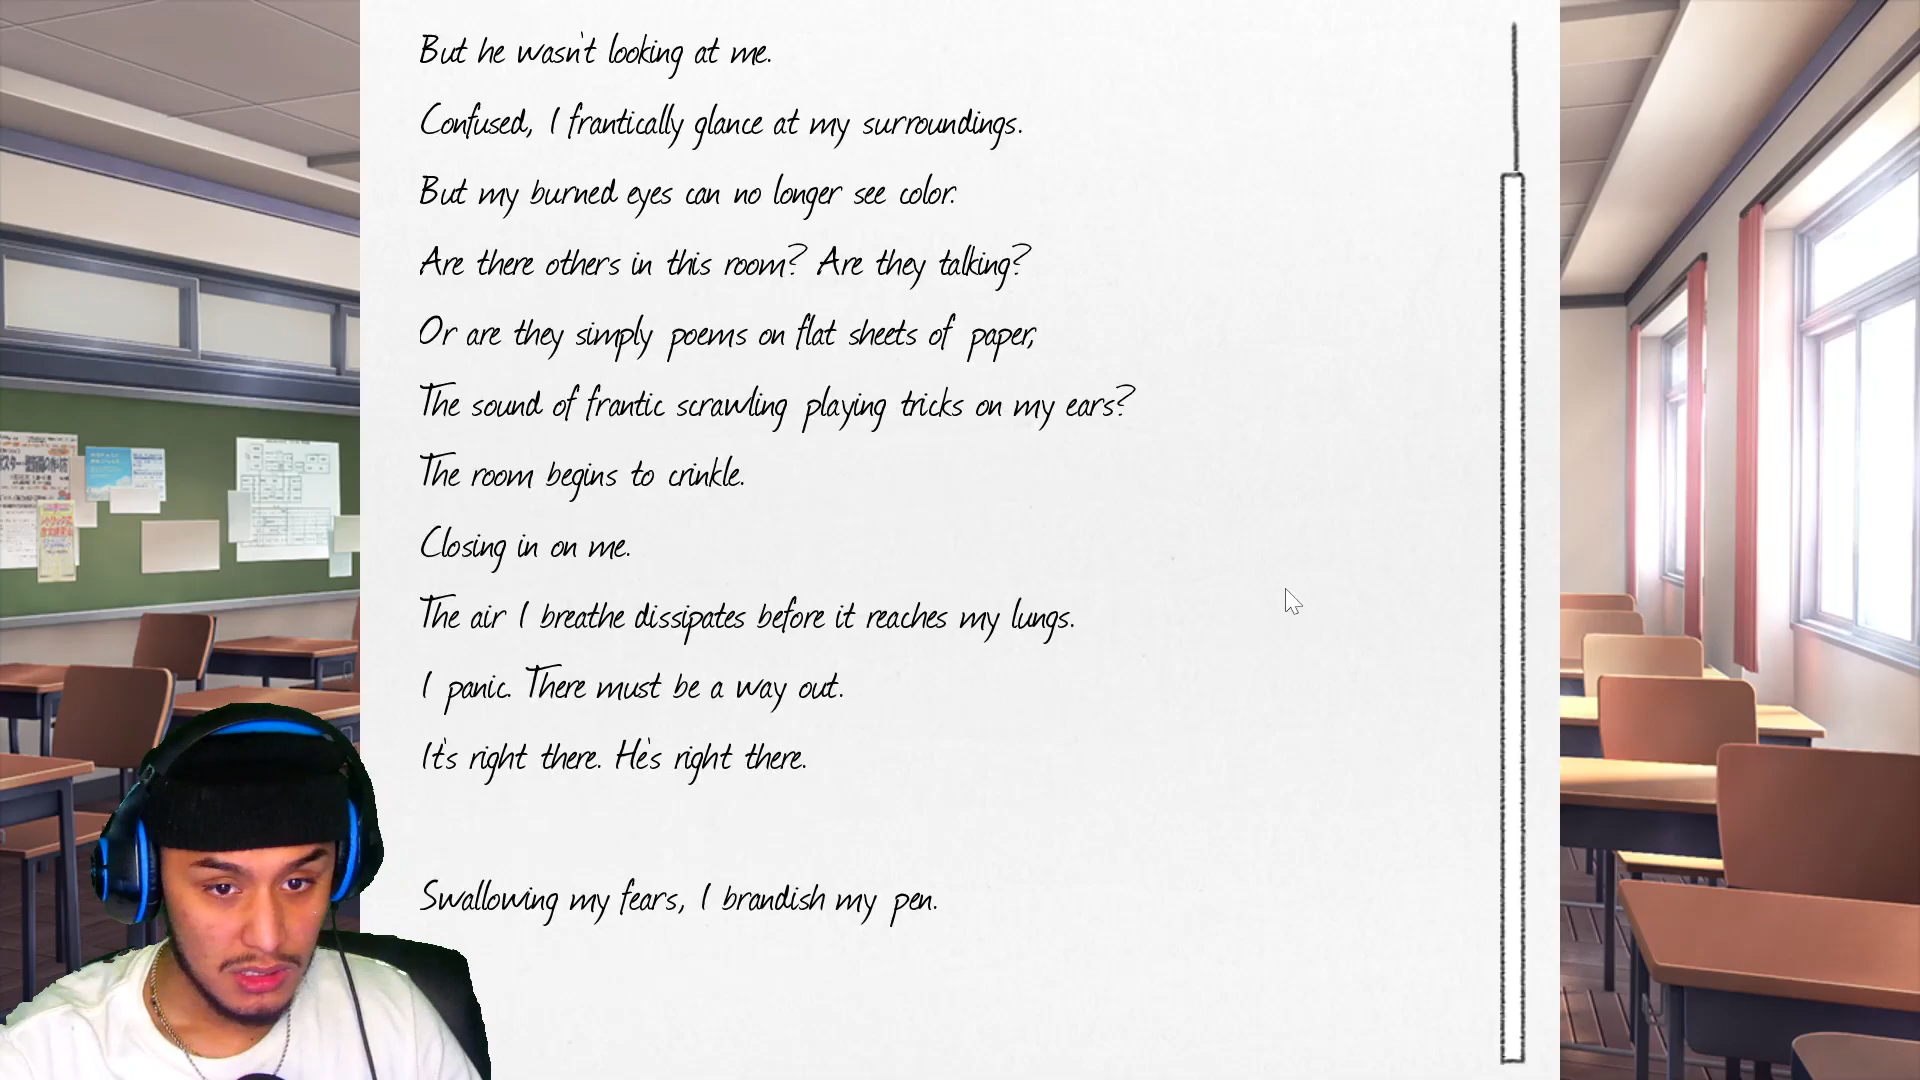 But he wasn't looking at me.
Confused, I frantically glance at my surroundings.
But my burned eyes can no longer see color.
Are there others in this room? Are they talking?
Or are they simply poems on flat sheets of paper,
The sound of frantic scrawling playing tricks on my ears?
The room begins to crinkle.
Closing in on me.
The air I breathe dissipates before it reaches my lungs.
I panic. There must be a way out.
It's right there. He's right there.
Swallowing my fears, I brandish my pen.